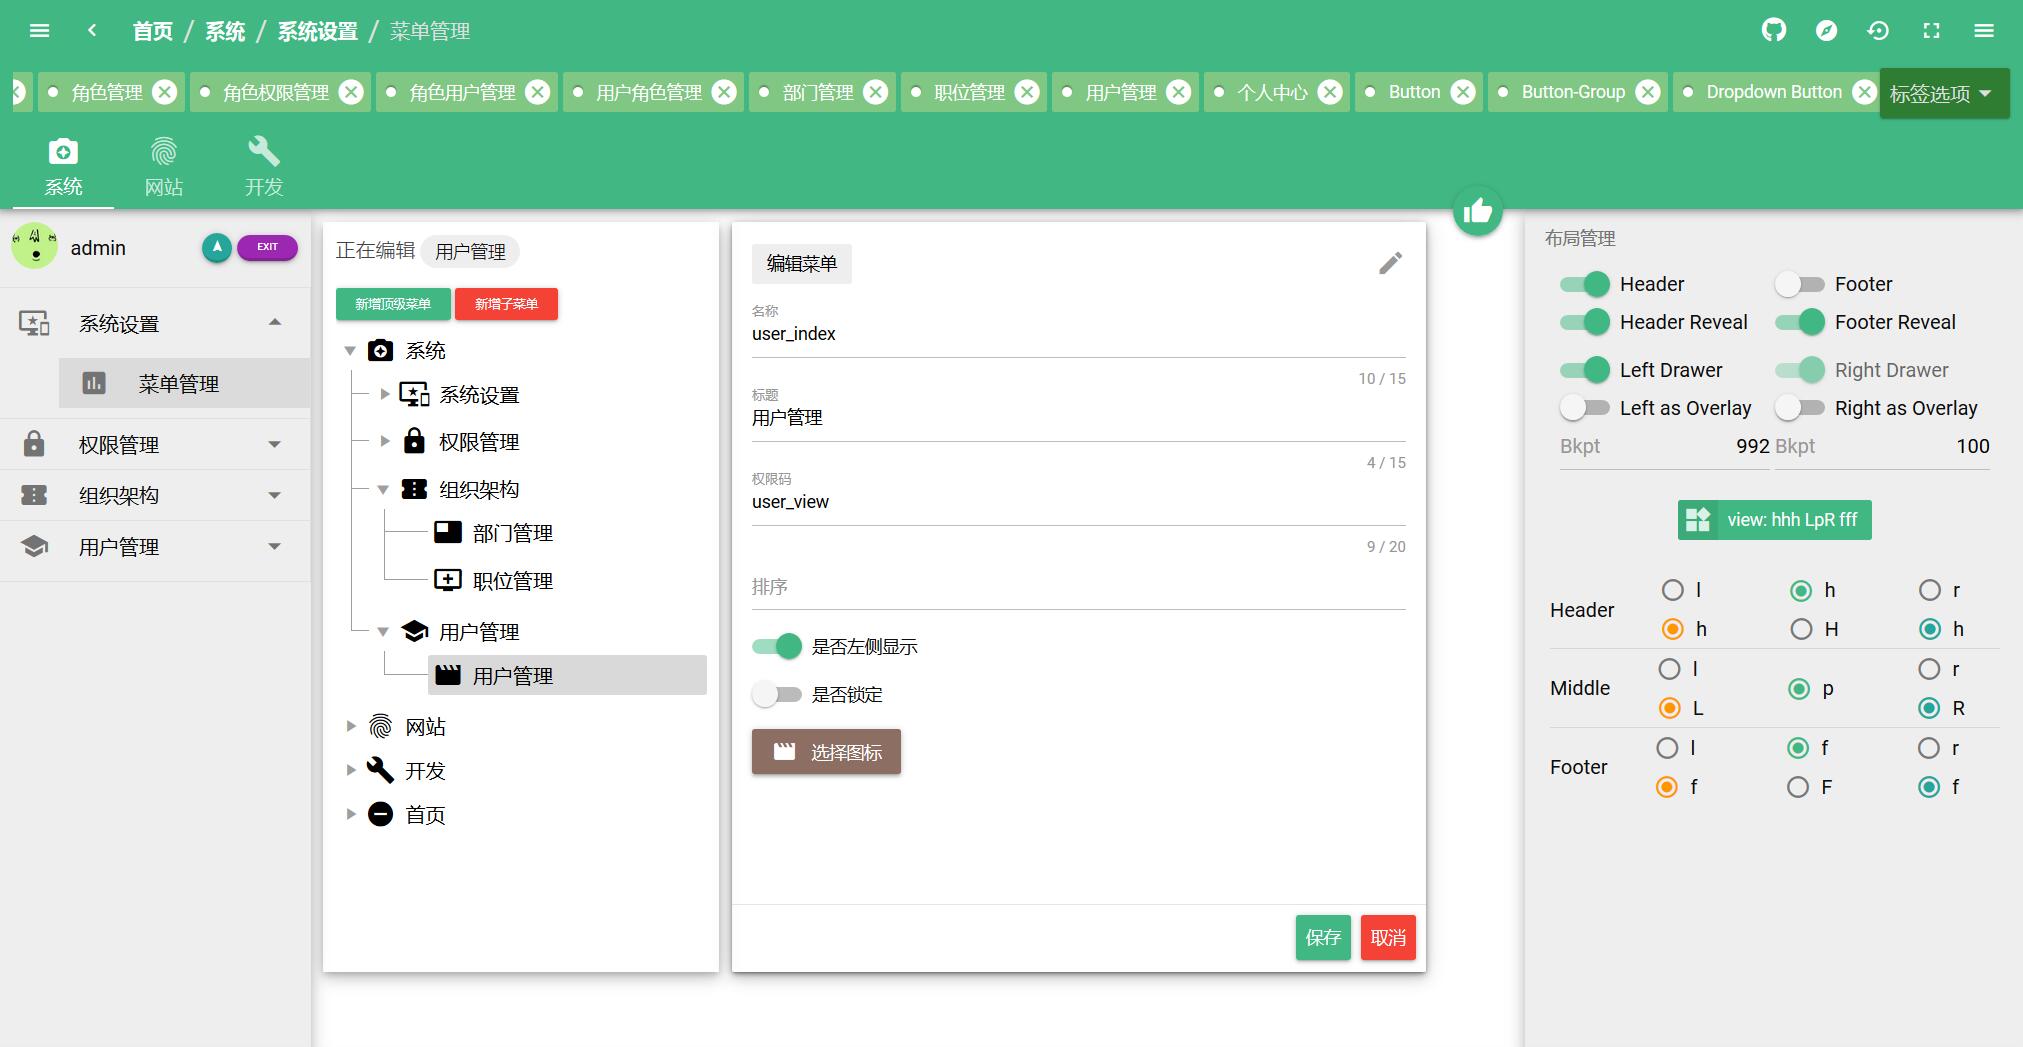 首页 / 系统 / 系统设置 / 菜单管理
角色管理 角色权限管理 角色用户管理 用户角色管理 部门管理 职位管理 用户管理 个人中心 Button Button-Group Dropdown Button 标签选项
系统 网站 开发
admin EXIT
系统设置
菜单管理
权限管理
组织架构
用户管理
正在编辑 用户管理
新增顶级菜单 新增子菜单
系统
系统设置
权限管理
组织架构
部门管理
职位管理
用户管理
用户管理
网站
开发
首页
编辑菜单
名称
user_index
10 / 15
标题
用户管理
4 / 15
权限码
user_view
9 / 20
排序
是否左侧显示
是否锁定
选择图标
保存 取消
布局管理
Header Footer
Header Reveal Footer Reveal
Left Drawer Right Drawer
Left as Overlay Right as Overlay
Bkpt 992 Bkpt 100
view: hhh LpR fff
l h r
Header
h H h
l r
Middle p
L R
l f r
Footer
f F f